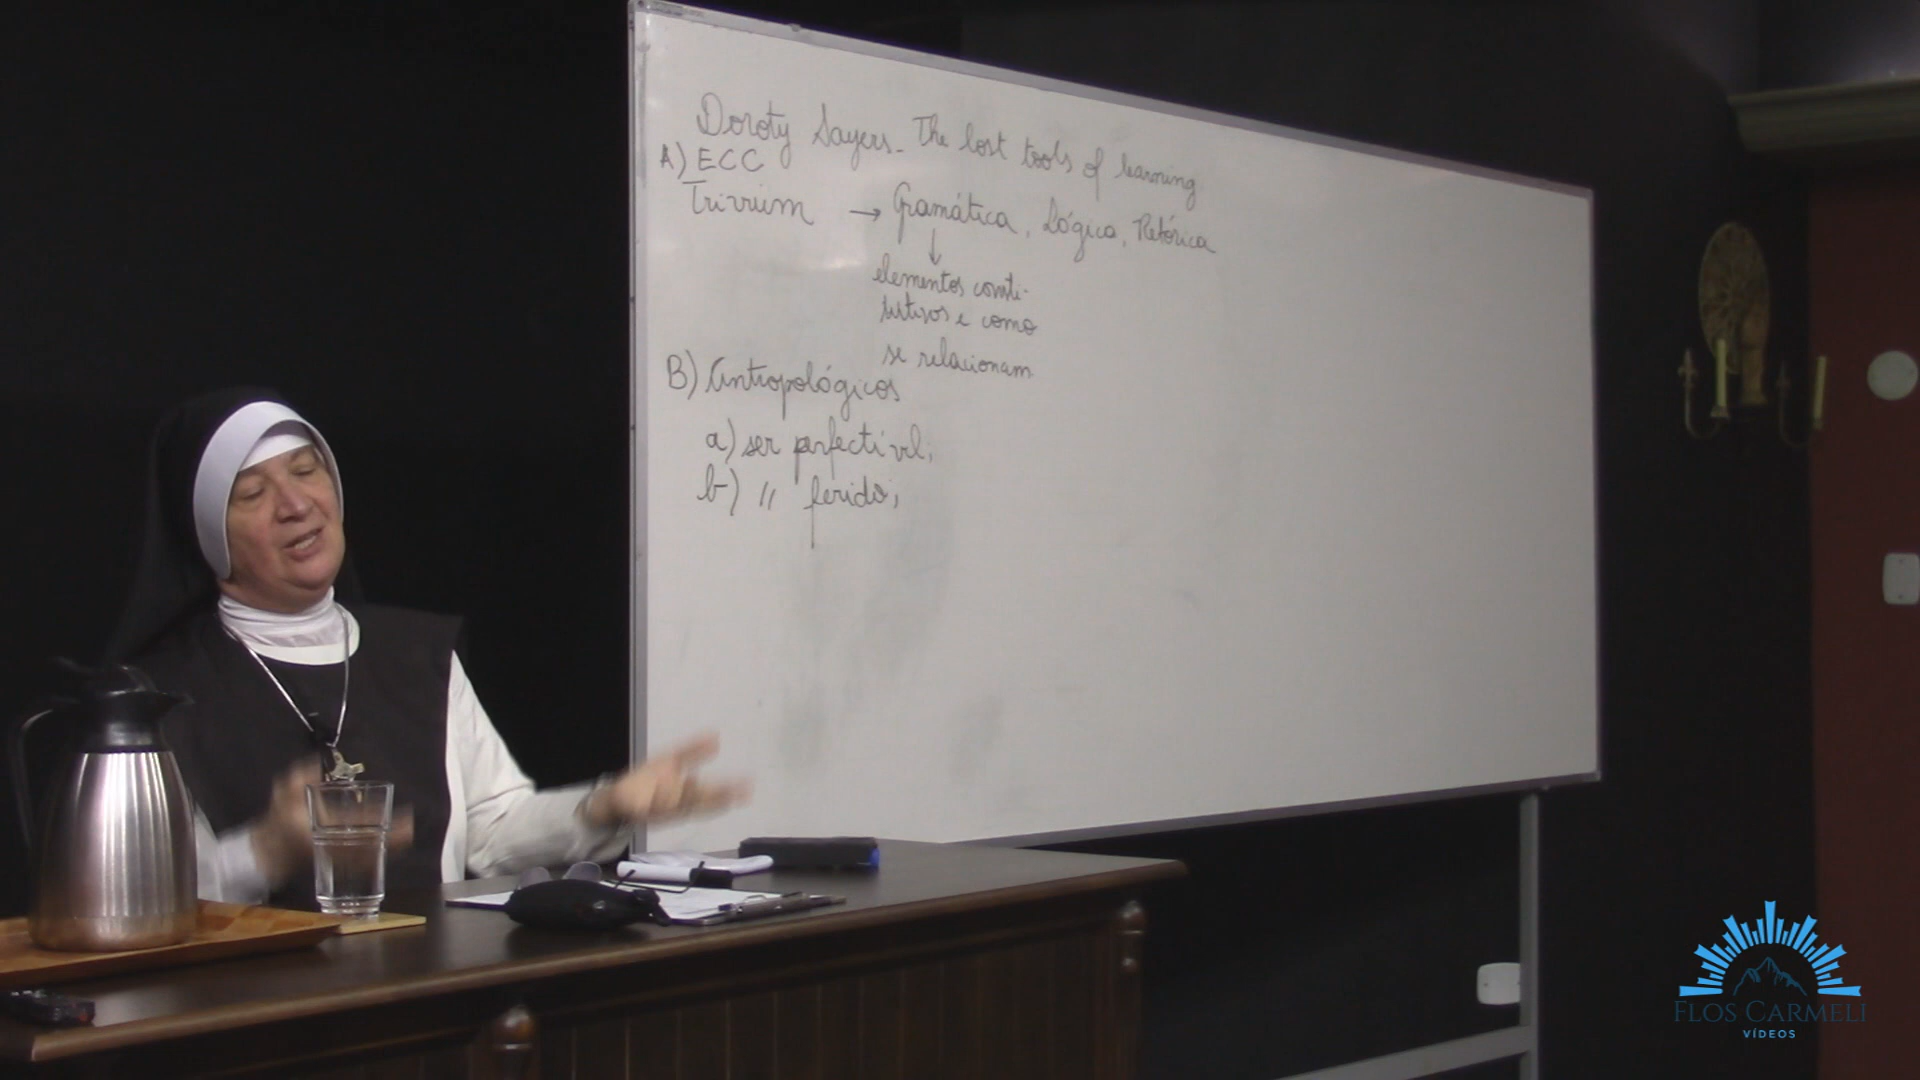 Doroty Sayers - The lost tools of learning
A) ECC
Trivium → Gramática, Lógica, Retórica
↓
elementos consti-
tutivos e como
se relacionam
B) Antropológicos
a) ser perfectível;
b) " ferido;
FLOS CARMELI
VÍDEOS